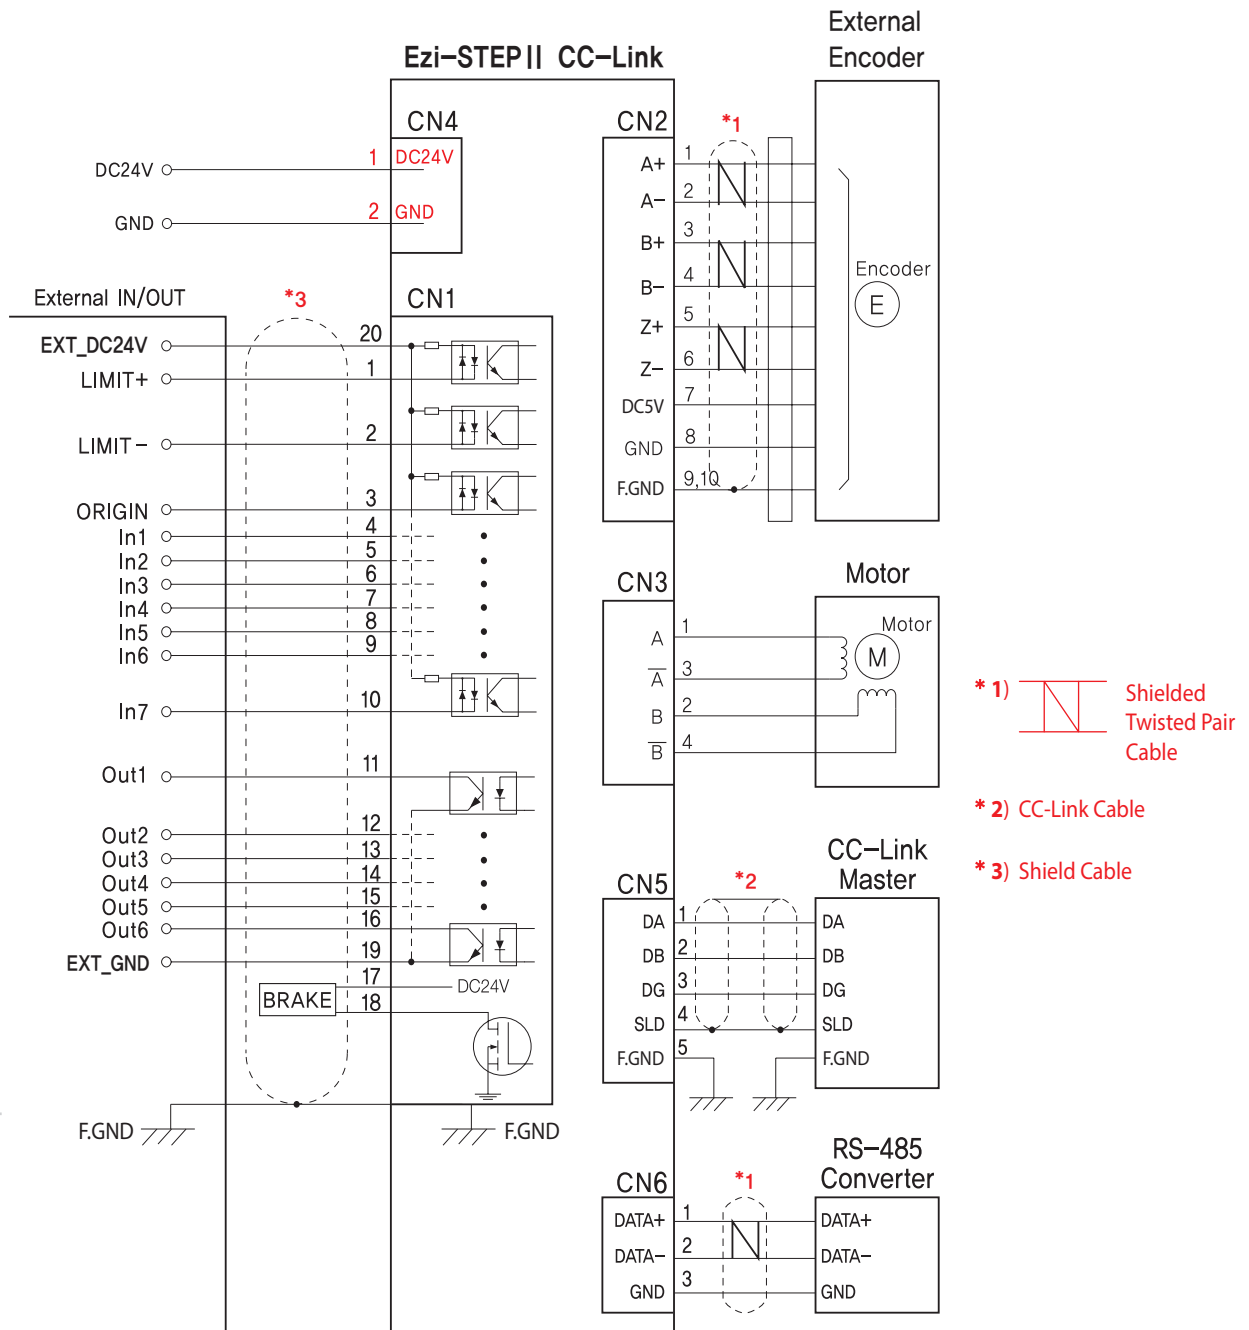 External
Encoder
Ezi-STEPII CC-Link
CN4
1 DC24V
DC24V
2 GND
GND
CN2
*1
A+ 1
A- 2
B+ 3
B- 4
Z+ 5
Z- 6
DC5V 7
GND 8
F.GND 9,10
Encoder
E
External IN/OUT
*3
CN1
EXT_DC24V 20
LIMIT+ 1
LIMIT- 2
ORIGIN 3
In1 4
In2 5
In3 6
In4 7
In5 8
In6 9
In7 10
Out1 11
Out2 12
Out3 13
Out4 14
Out5 15
Out6 16
EXT_GND 19
BRAKE 17 DC24V
18
F.GND
F.GND
CN3
Motor
A 1
A̅ 3
B 2
B̅ 4
Motor
M
* 1) Shielded
Twisted Pair
Cable
* 2) CC-Link Cable
* 3) Shield Cable
CN5
*2
CC-Link
Master
DA 1 DA
DB 2 DB
DG 3 DG
SLD 4 SLD
F.GND 5 F.GND
CN6
*1
RS-485
Converter
DATA+ 1 DATA+
DATA- 2 DATA-
GND 3 GND